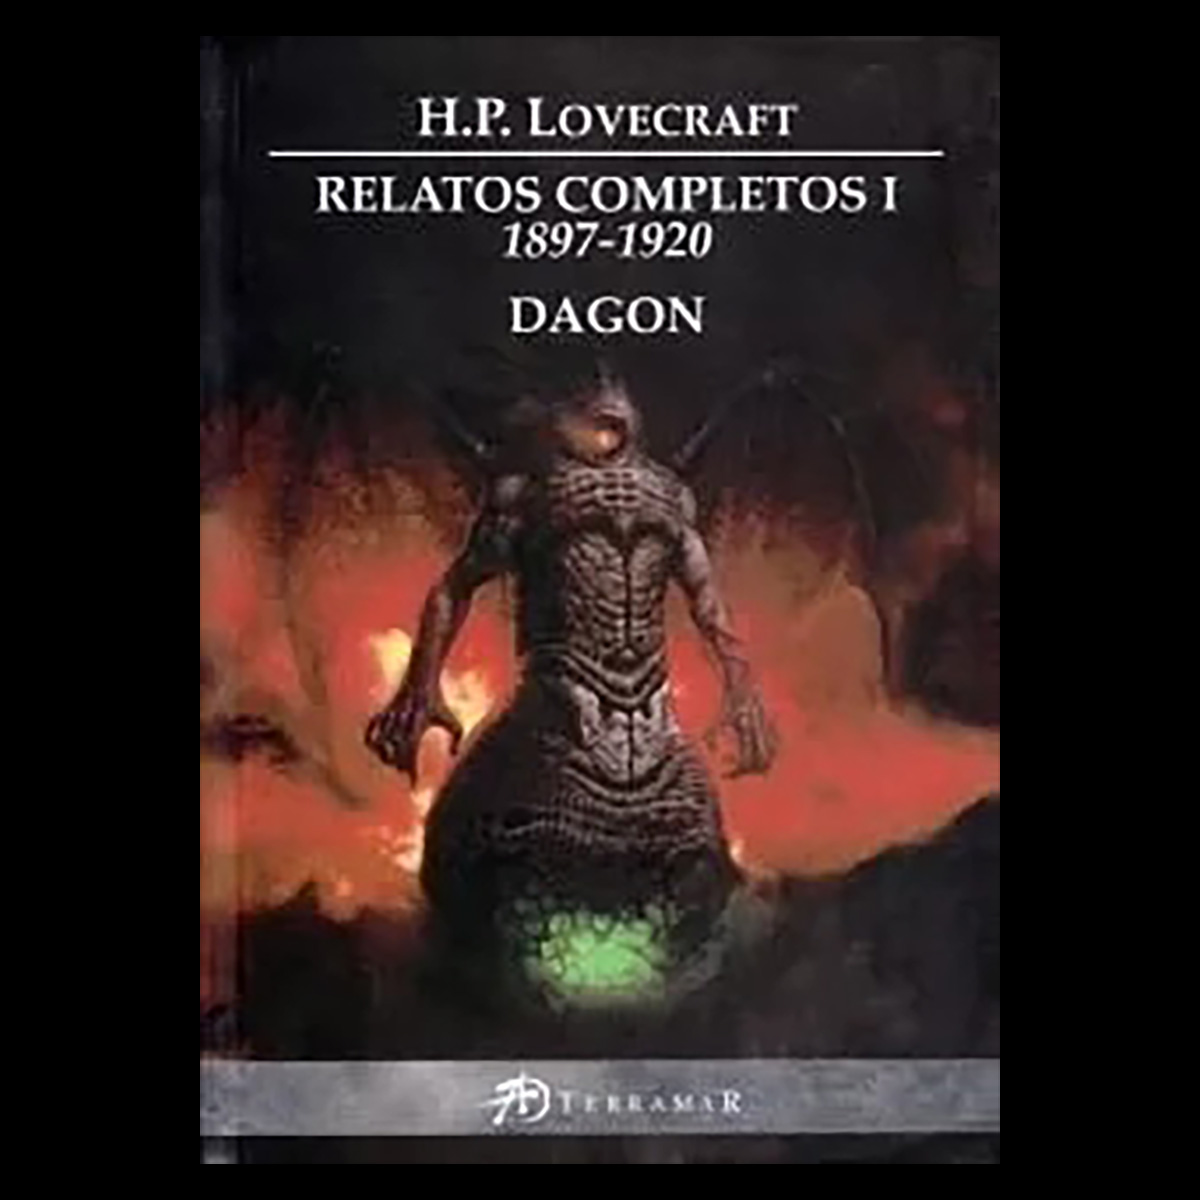 H.P. LOVECRAFT
RELATOS COMPLETOS I
1897-1920
DAGON
TERRAMAR